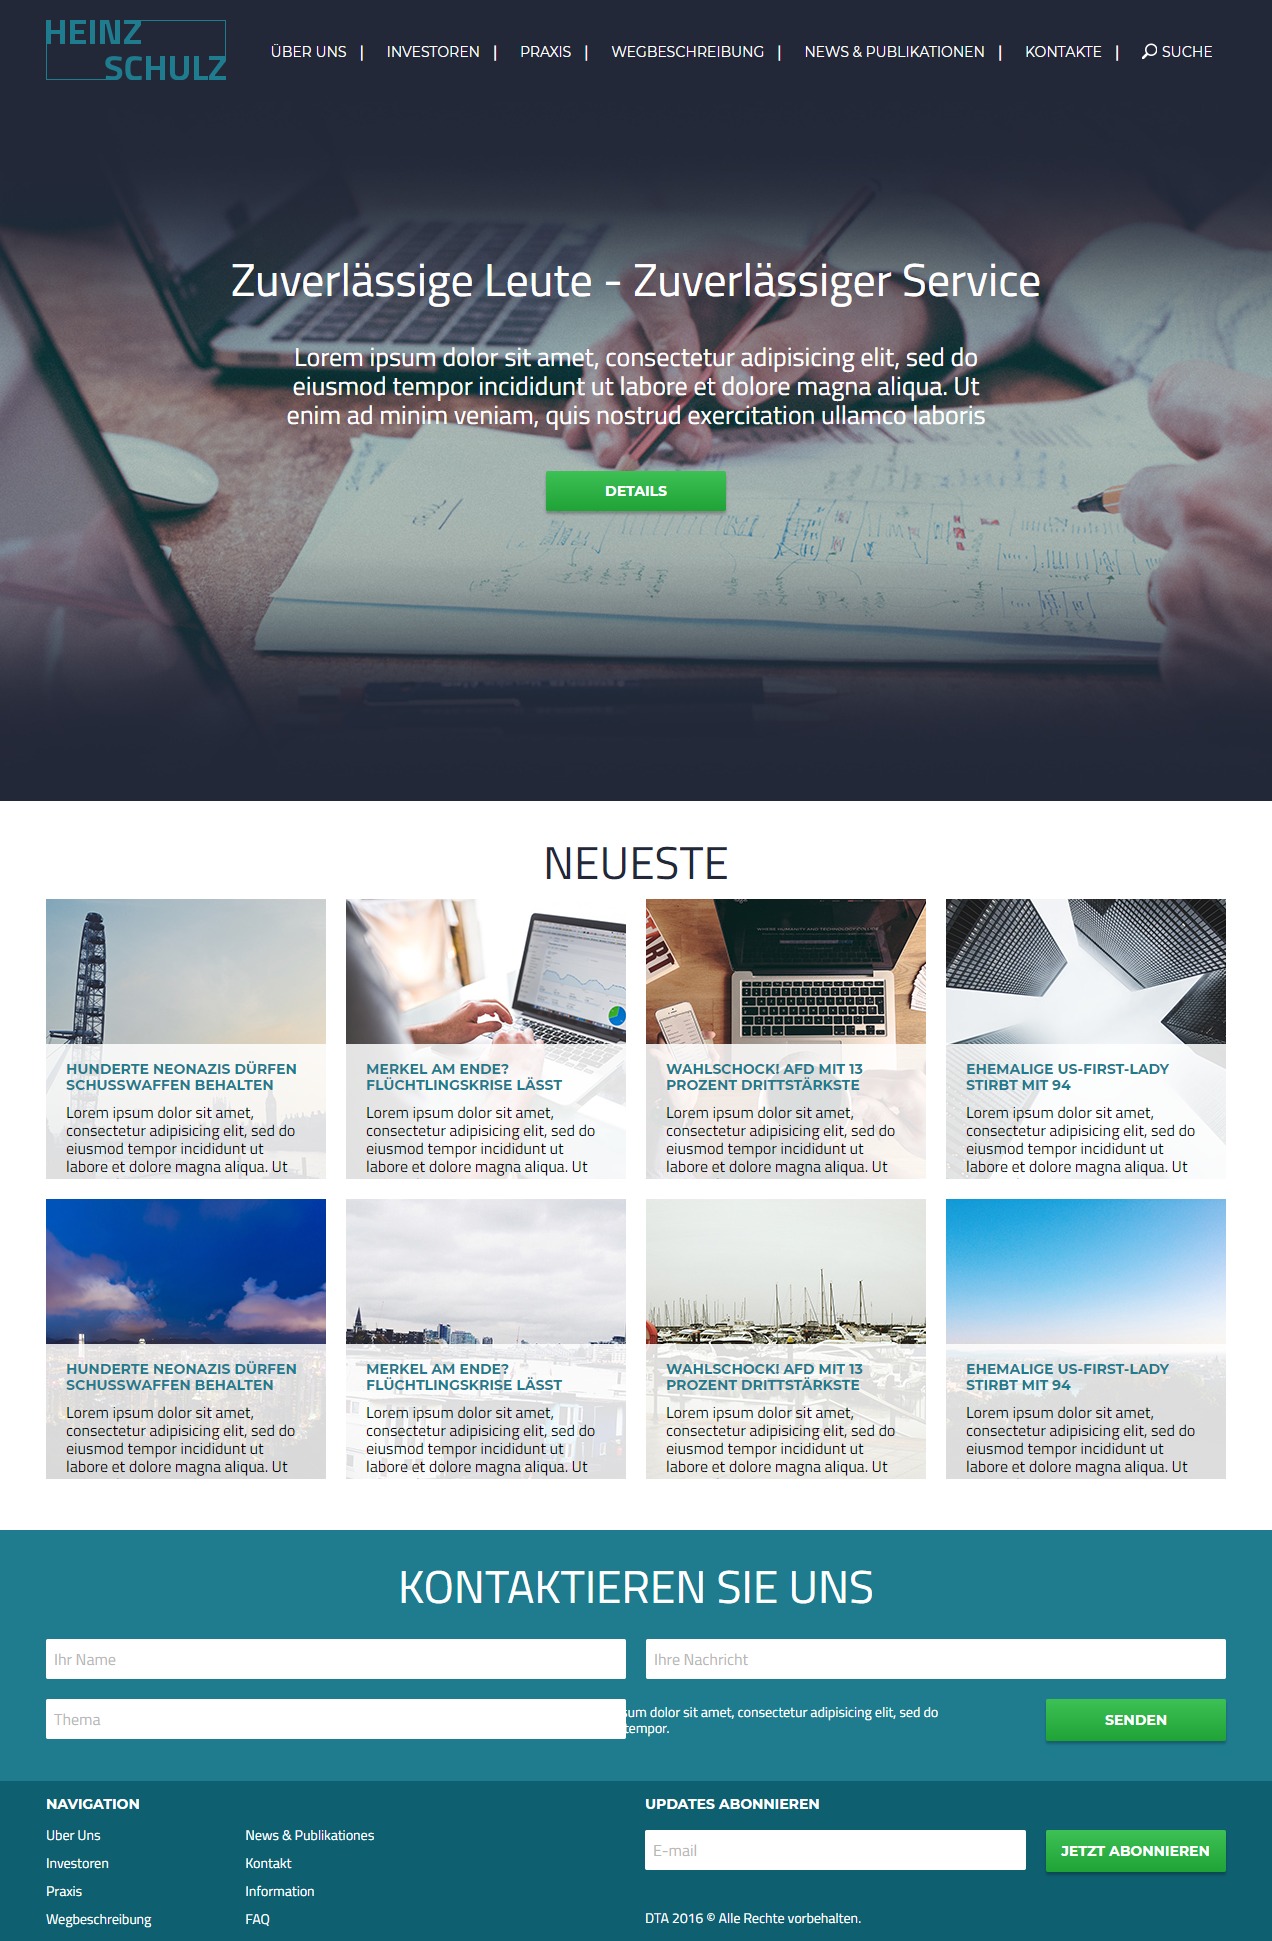 HEINZ
SCHULZ
ÜBER UNS | INVESTOREN | PRAXIS | WEGBESCHREIBUNG | NEWS & PUBLIKATIONEN | KONTAKTE | SUCHE
Zuverlässige Leute - Zuverlässiger Service
Lorem ipsum dolor sit amet, consectetur adipisicing elit, sed do
eiusmod tempor incididunt ut labore et dolore magna aliqua. Ut
enim ad minim veniam, quis nostrud exercitation ullamco laboris
DETAILS
NEUESTE
HUNDERTE NEONAZIS DÜRFEN
SCHUSSWAFFEN BEHALTEN
Lorem ipsum dolor sit amet,
consectetur adipisicing elit, sed do
eiusmod tempor incididunt ut
labore et dolore magna aliqua. Ut
MERKEL AM ENDE?
FLÜCHTLINGSKRISE LÄSST
Lorem ipsum dolor sit amet,
consectetur adipisicing elit, sed do
eiusmod tempor incididunt ut
labore et dolore magna aliqua. Ut
WAHLSCHOCK! AFD MIT 13
PROZENT DRITTSTÄRKSTE
Lorem ipsum dolor sit amet,
consectetur adipisicing elit, sed do
eiusmod tempor incididunt ut
labore et dolore magna aliqua. Ut
EHEMALIGE US-FIRST-LADY
STIRBT MIT 94
Lorem ipsum dolor sit amet,
consectetur adipisicing elit, sed do
eiusmod tempor incididunt ut
labore et dolore magna aliqua. Ut
HUNDERTE NEONAZIS DÜRFEN
SCHUSSWAFFEN BEHALTEN
Lorem ipsum dolor sit amet,
consectetur adipisicing elit, sed do
eiusmod tempor incididunt ut
labore et dolore magna aliqua. Ut
MERKEL AM ENDE?
FLÜCHTLINGSKRISE LÄSST
Lorem ipsum dolor sit amet,
consectetur adipisicing elit, sed do
eiusmod tempor incididunt ut
labore et dolore magna aliqua. Ut
WAHLSCHOCK! AFD MIT 13
PROZENT DRITTSTÄRKSTE
Lorem ipsum dolor sit amet,
consectetur adipisicing elit, sed do
eiusmod tempor incididunt ut
labore et dolore magna aliqua. Ut
EHEMALIGE US-FIRST-LADY
STIRBT MIT 94
Lorem ipsum dolor sit amet,
consectetur adipisicing elit, sed do
eiusmod tempor incididunt ut
labore et dolore magna aliqua. Ut
KONTAKTIEREN SIE UNS
Ihr Name
Ihre Nachricht
Thema
sum dolor sit amet, consectetur adipisicing elit, sed do
tempor.
SENDEN
NAVIGATION
Uber Uns
Investoren
Praxis
Wegbeschreibung
News & Publikationes
Kontakt
Information
FAQ
UPDATES ABONNIEREN
E-mail
JETZT ABONNIEREN
DTA 2016 © Alle Rechte vorbehalten.